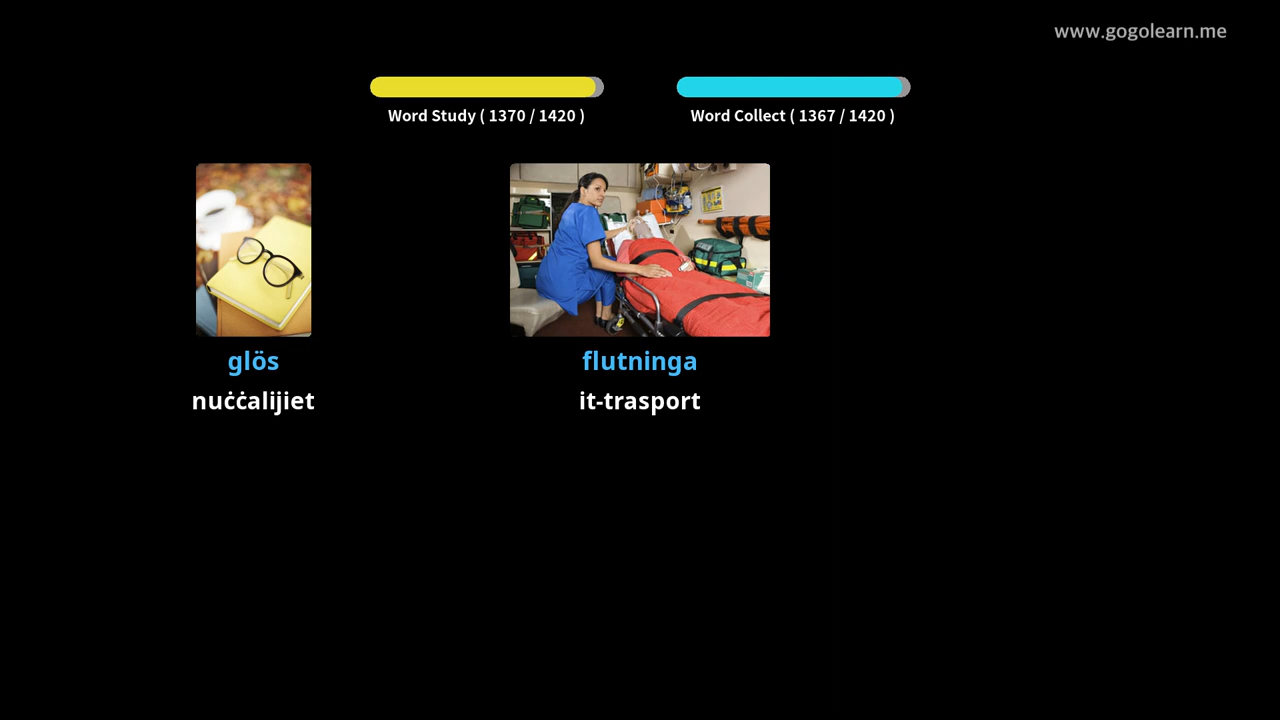 www.gogolearn.me
Word Study ( 1370 / 1420 )
Word Collect ( 1367 / 1420 )
glös
flutninga
nuċċalijiet
it-trasport